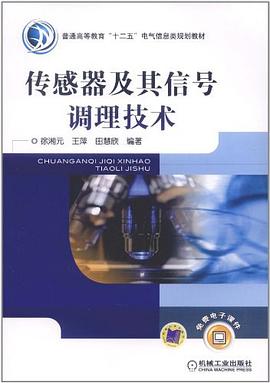 普通高等教育“十二五”电气信息类规划教材
传感器及其信号
调理技术
徐湘元 王萍 田慧欣 编著
CHUANGANQI JIQI XINHAO
TIAOLI JISHU
免费电子课件
机械工业出版社
CHINA MACHINE PRESS